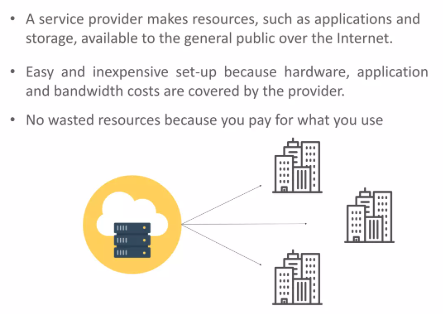 • A service provider makes resources, such as applications and
storage, available to the general public over the Internet.
• Easy and inexpensive set-up because hardware, application
and bandwidth costs are covered by the provider.
• No wasted resources because you pay for what you use